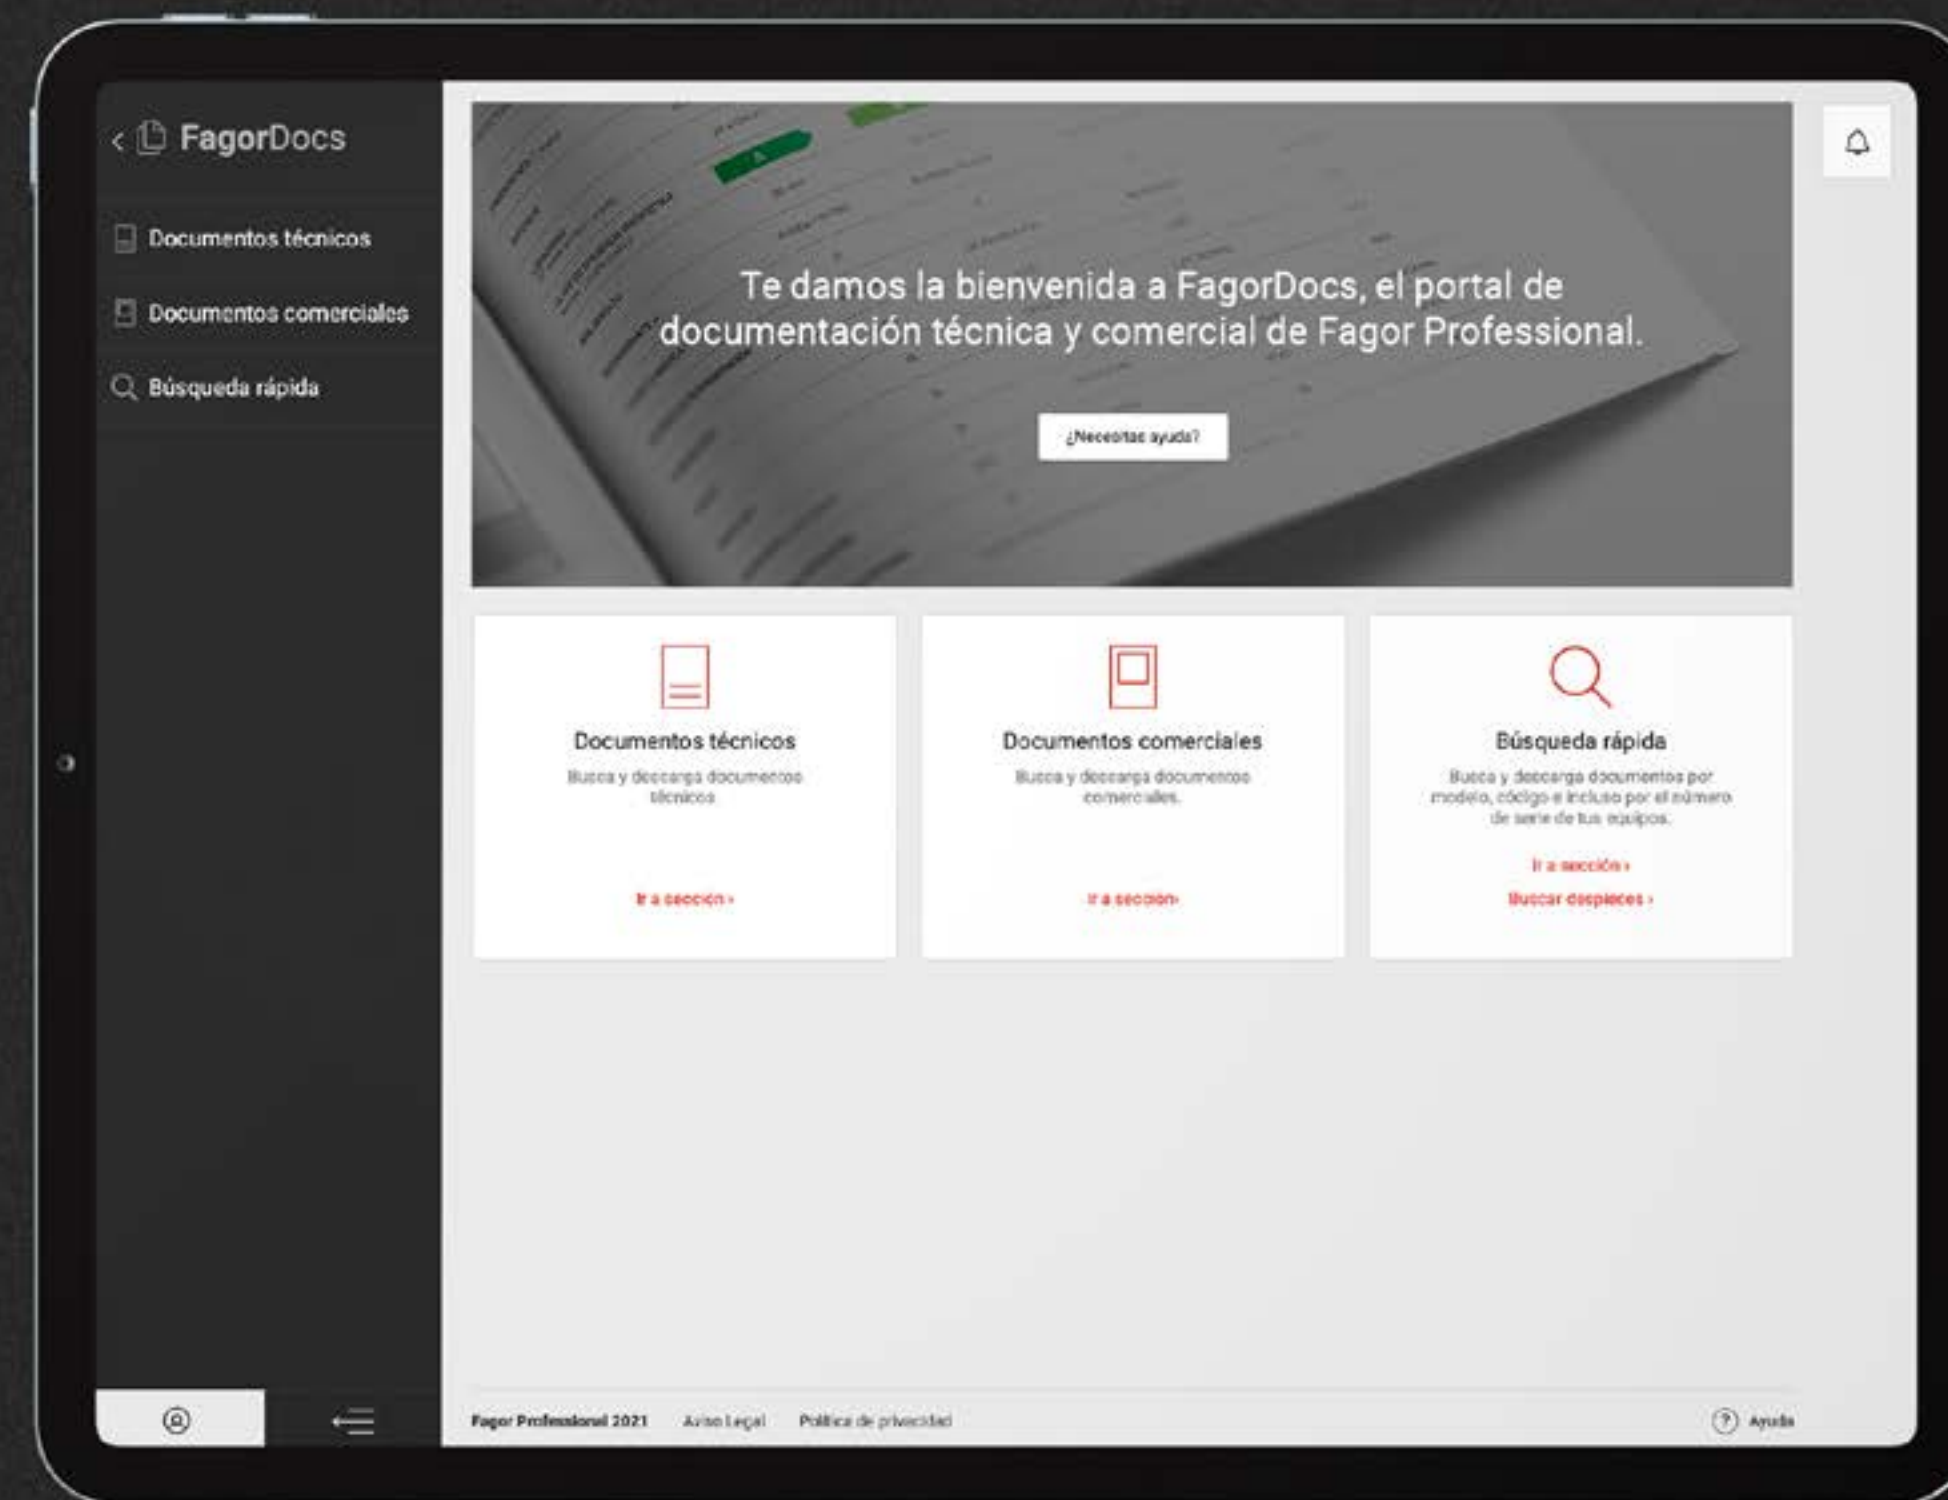 FagorDocs
Documentos técnicos
Documentos comerciales
Búsqueda rápida
Te damos la bienvenida a FagorDocs, el portal de
documentación técnica y comercial de Fagor Professional.
¿Necesitas ayuda?
Documentos técnicos
Busca y descarga documentos
técnicos
Ir a sección ›
Documentos comerciales
Busca y descarga documentos
comerciales.
Ir a sección›
Búsqueda rápida
Busca y descarga documentos por
modelo, código e incluso por el número
de serie de tus equipos.
Ir a sección ›
Buscar despieces ›
Fagor Professional 2021 Aviso Legal Política de privacidad
? Ayuda